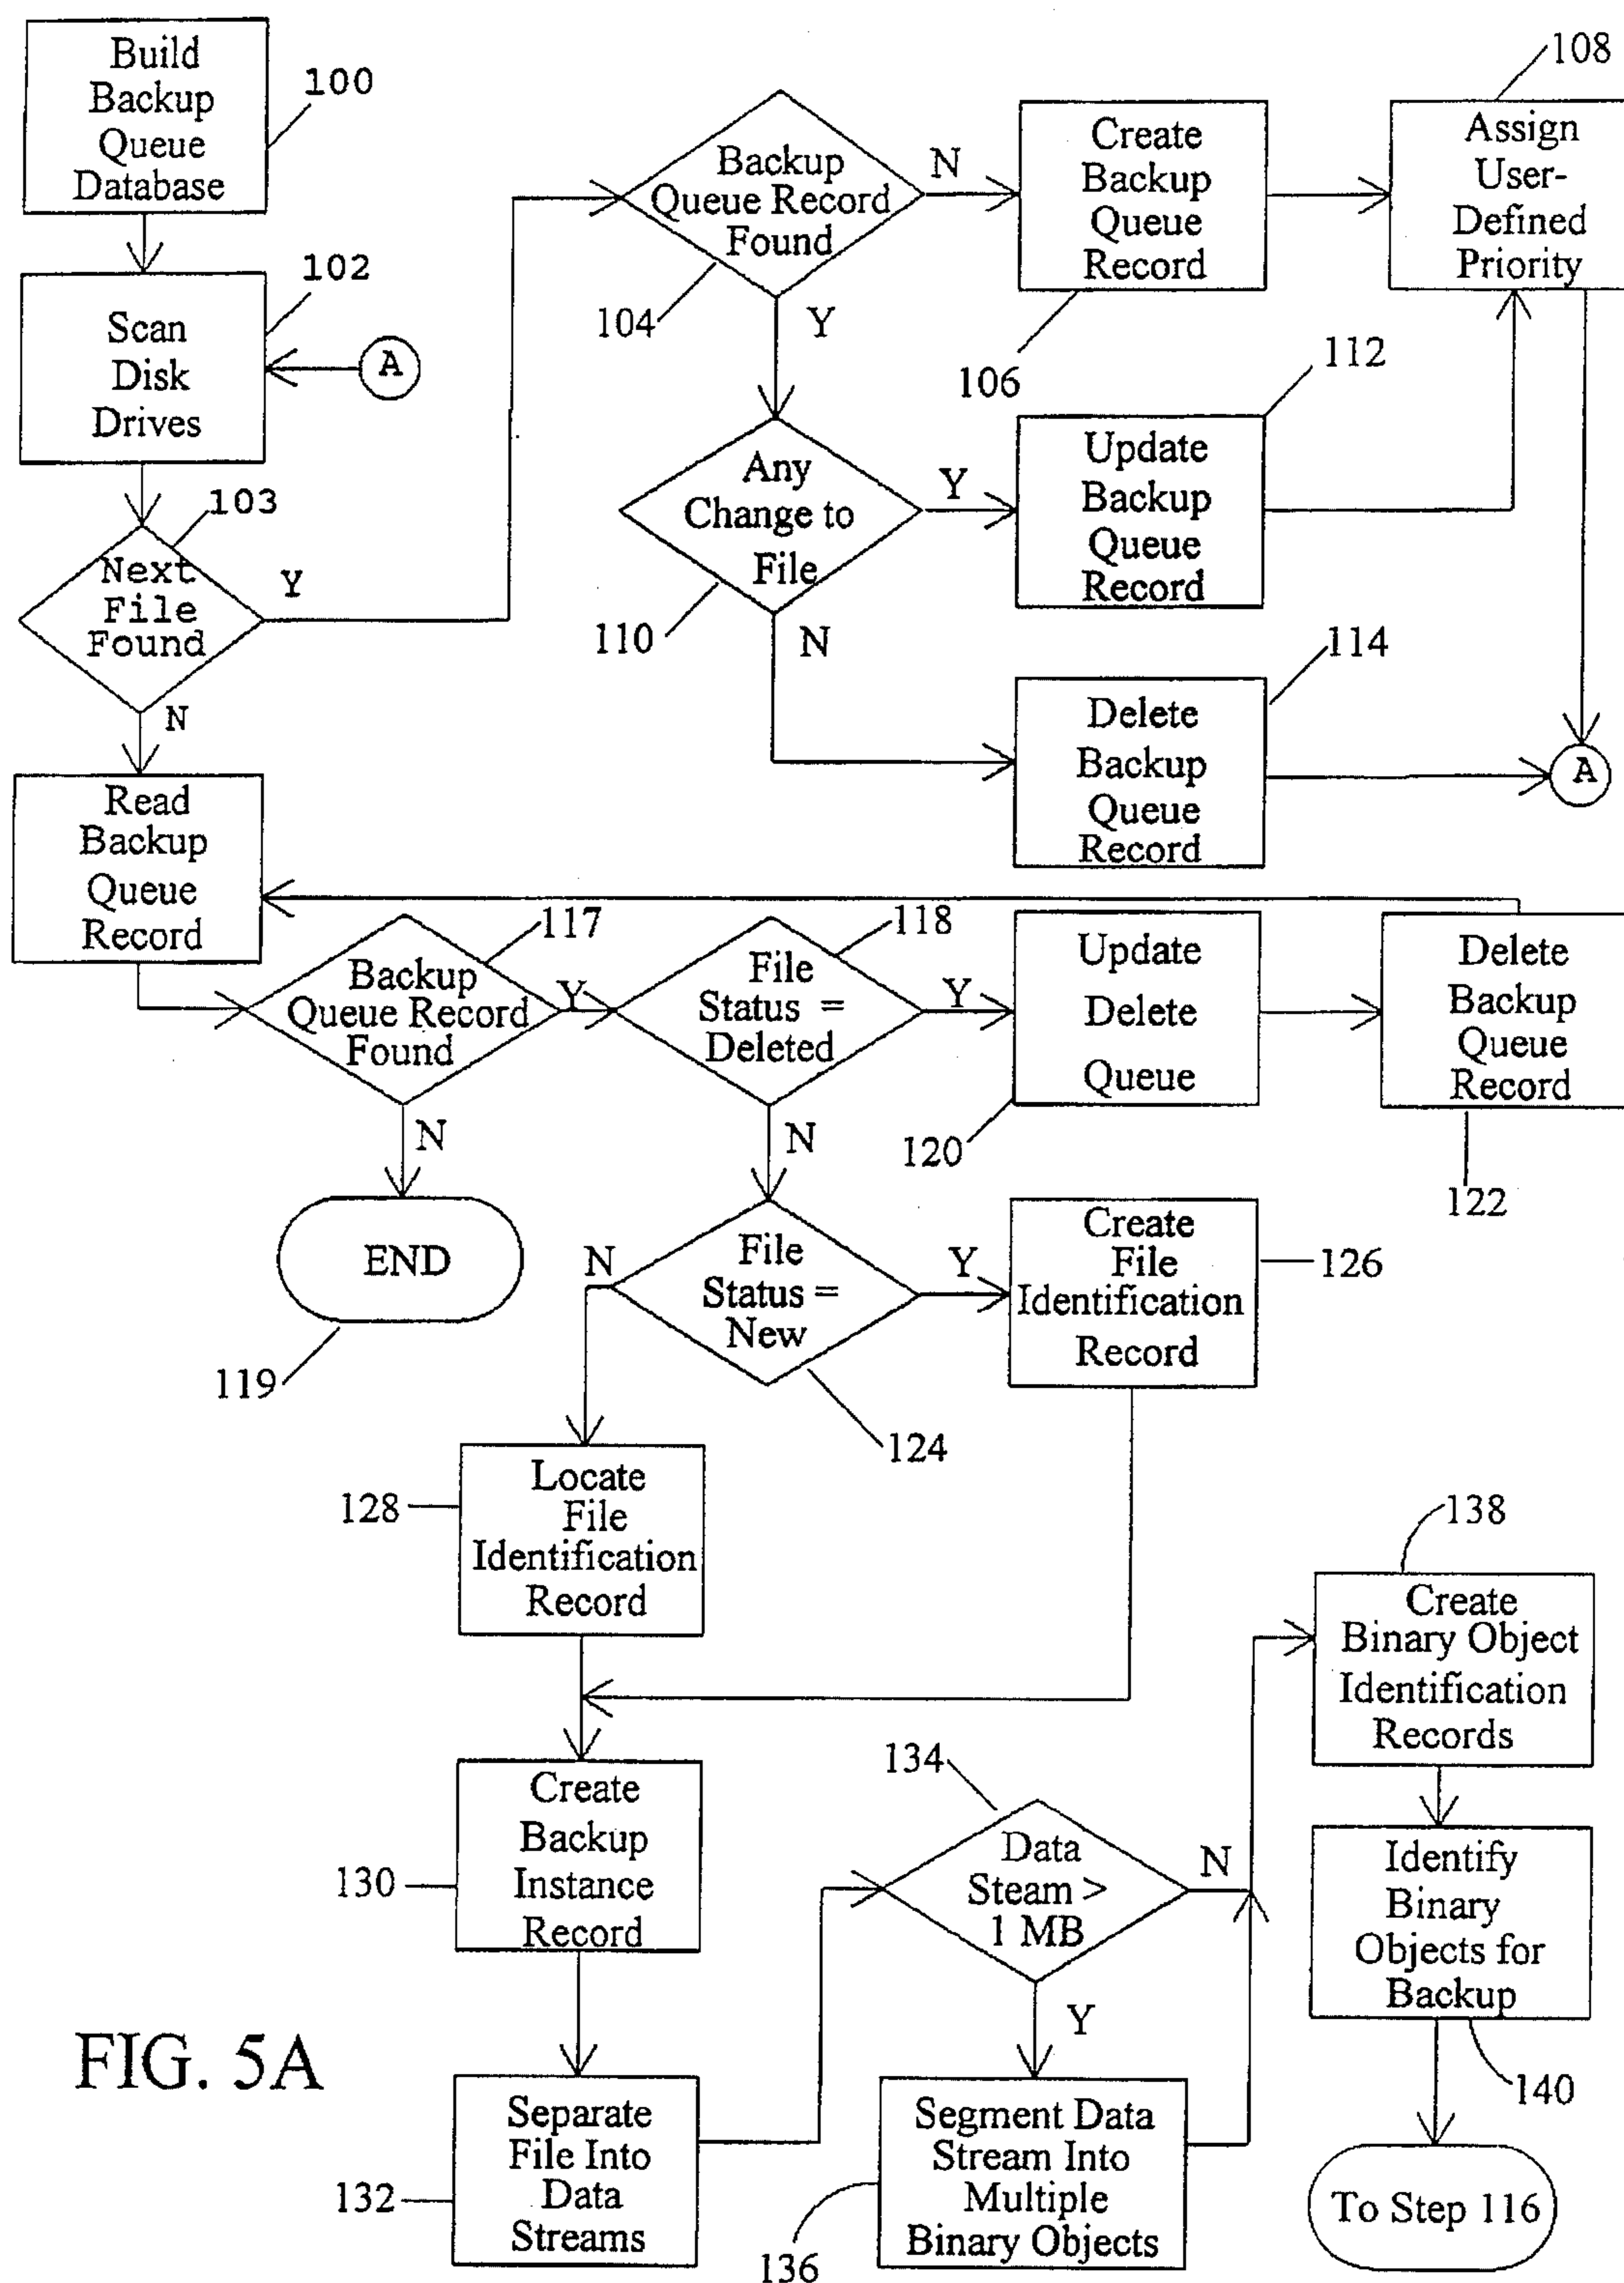 Build
Backup
Queue
Database
100
Scan
Disk
Drives
102
A
Next
File
Found
103
Y
N
Backup
Queue Record
Found
104
N
Y
Create
Backup
Queue
Record
106
Assign
User-
Defined
Priority
108
Any
Change to
File
110
Y
N
Update
Backup
Queue
Record
112
Delete
Backup
Queue
Record
114
A
Read
Backup
Queue
Record
Backup
Queue Record
Found
117
Y
N
END
119
File
Status =
Deleted
118
Y
N
Update
Delete
Queue
120
Delete
Backup
Queue
Record
122
File
Status =
New
124
N
Y
Create
File
Identification
Record
126
Locate
File
Identification
Record
128
Create
Backup
Instance
Record
130
Separate
File Into
Data
Streams
132
Data
Steam >
1 MB
134
N
Y
Segment Data
Stream Into
Multiple
Binary Objects
136
Create
Binary Object
Identification
Records
138
Identify
Binary
Objects for
Backup
140
To Step 116
FIG. 5A